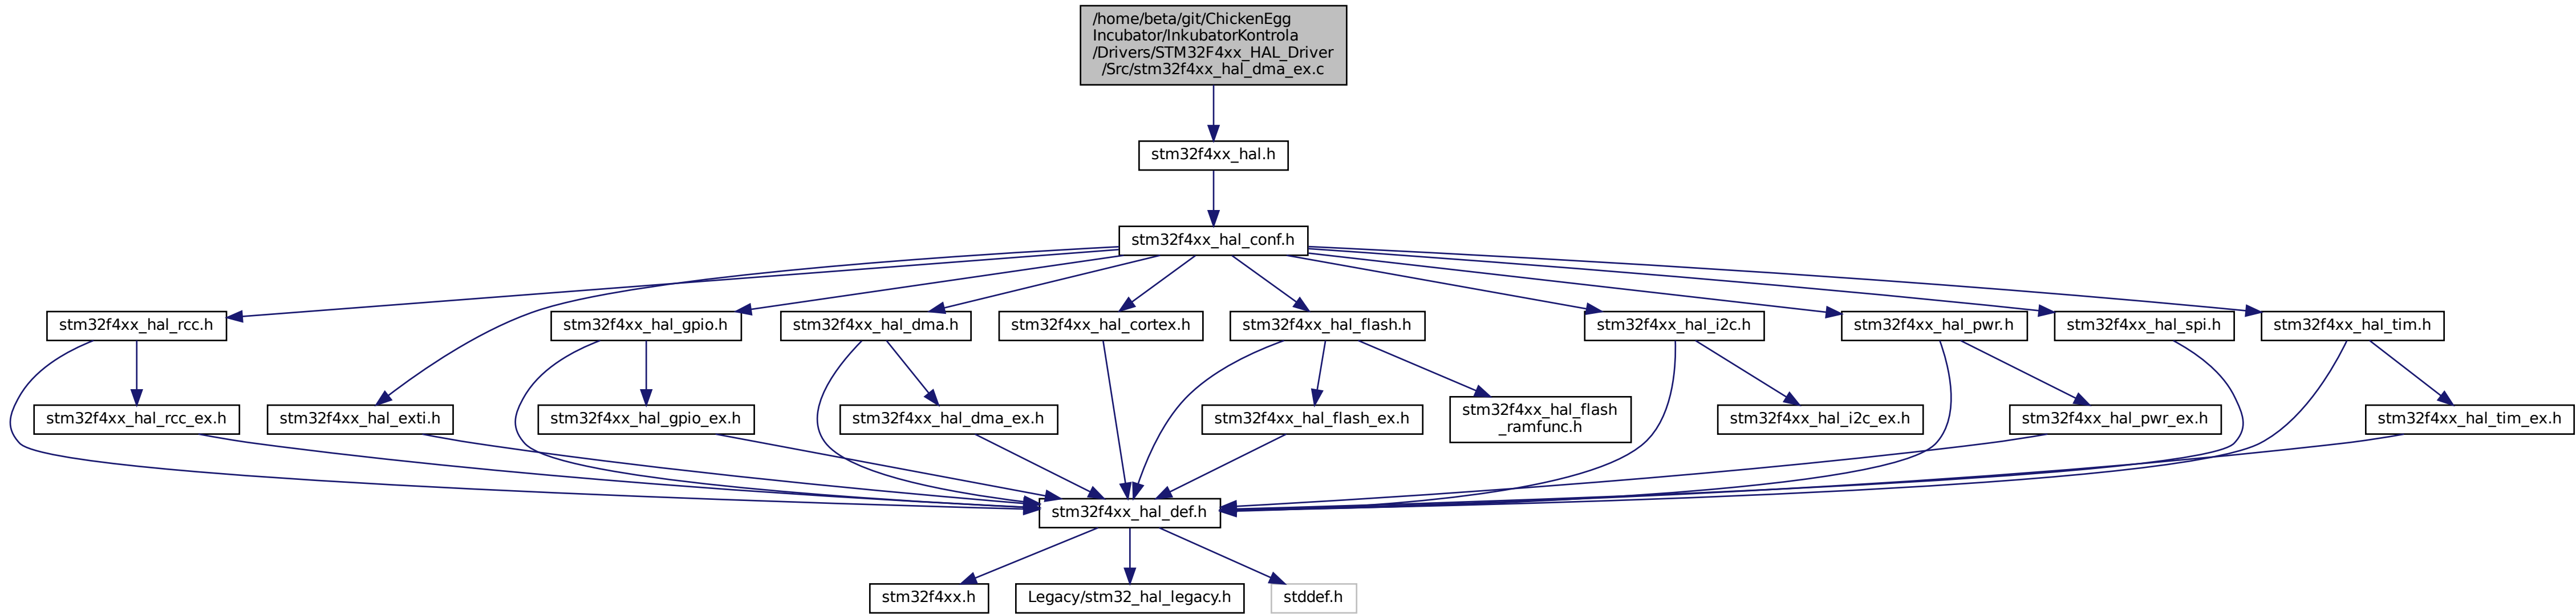 /home/beta/git/ChickenEgg
Incubator/InkubatorKontrola
/Drivers/STM32F4xx_HAL_Driver
/Src/stm32f4xx_hal_dma_ex.c
stm32f4xx_hal.h
stm32f4xx_hal_conf.h
stm32f4xx_hal_rcc.h
stm32f4xx_hal_gpio.h
stm32f4xx_hal_dma.h
stm32f4xx_hal_cortex.h
stm32f4xx_hal_flash.h
stm32f4xx_hal_i2c.h
stm32f4xx_hal_pwr.h
stm32f4xx_hal_spi.h
stm32f4xx_hal_tim.h
stm32f4xx_hal_rcc_ex.h
stm32f4xx_hal_exti.h
stm32f4xx_hal_gpio_ex.h
stm32f4xx_hal_dma_ex.h
stm32f4xx_hal_flash_ex.h
stm32f4xx_hal_flash
_ramfunc.h
stm32f4xx_hal_i2c_ex.h
stm32f4xx_hal_pwr_ex.h
stm32f4xx_hal_tim_ex.h
stm32f4xx_hal_def.h
stm32f4xx.h
Legacy/stm32_hal_legacy.h
stddef.h